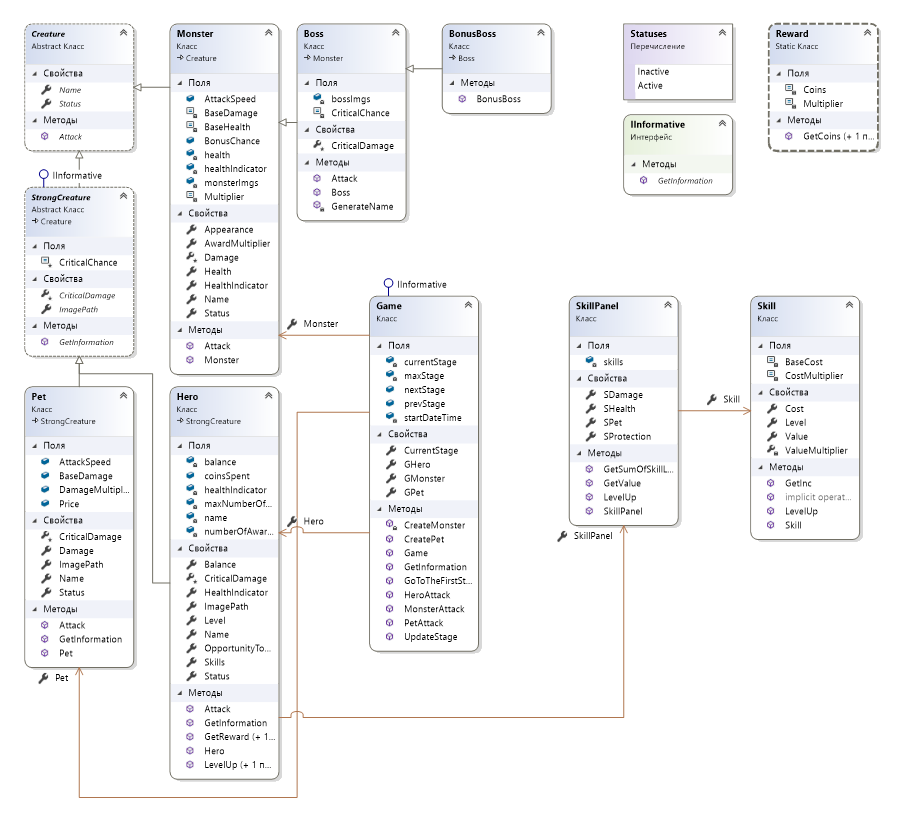 Creature
Abstract Класс
Свойства
Name
Status
Методы
Attack
IInformative
StrongCreature
Abstract Класс
Creature
Поля
CriticalChance
Свойства
CriticalDamage
ImagePath
Методы
GetInformation
Pet
Класс
StrongCreature
Поля
AttackSpeed
BaseDamage
DamageMultipl...
Price
Свойства
CriticalDamage
Damage
ImagePath
Name
Status
Методы
Attack
GetInformation
Pet
Pet
Monster
Класс
Creature
Поля
AttackSpeed
BaseDamage
BaseHealth
BonusChance
health
healthIndicator
monsterImgs
Multiplier
Свойства
Appearance
AwardMultiplier
Damage
Health
HealthIndicator
Name
Status
Методы
Attack
Monster
Hero
Класс
StrongCreature
Поля
balance
coinsSpent
healthIndicator
maxNumberOf...
name
numberOfAwar...
Свойства
Balance
CriticalDamage
HealthIndicator
ImagePath
Level
Name
OpportunityTo...
Skills
Status
Методы
Attack
GetInformation
GetReward (+ 1...
Hero
LevelUp (+ 1 п...
Boss
Класс
Monster
Поля
bossImgs
CriticalChance
Свойства
CriticalDamage
Методы
Attack
Boss
GenerateName
BonusBoss
Класс
Boss
Методы
BonusBoss
Monster
Hero
IInformative
Game
Класс
Поля
currentStage
maxStage
nextStage
prevStage
startDateTime
Свойства
CurrentStage
GHero
GMonster
GPet
Методы
CreateMonster
CreatePet
Game
GetInformation
GoToTheFirstSt...
HeroAttack
MonsterAttack
PetAttack
UpdateStage
Statuses
Перечисление
Inactive
Active
IInformative
Интерфейс
Методы
GetInformation
Reward
Static Класс
Поля
Coins
Multiplier
Методы
GetCoins (+ 1 п...
SkillPanel
Класс
Поля
skills
Свойства
SDamage
SHealth
SPet
SProtection
Методы
GetSumOfSkillL...
GetValue
LevelUp
SkillPanel
SkillPanel
Skill
Skill
Класс
Поля
BaseCost
CostMultiplier
Свойства
Cost
Level
Value
ValueMultiplier
Методы
GetInc
implicit operat...
LevelUp
Skill